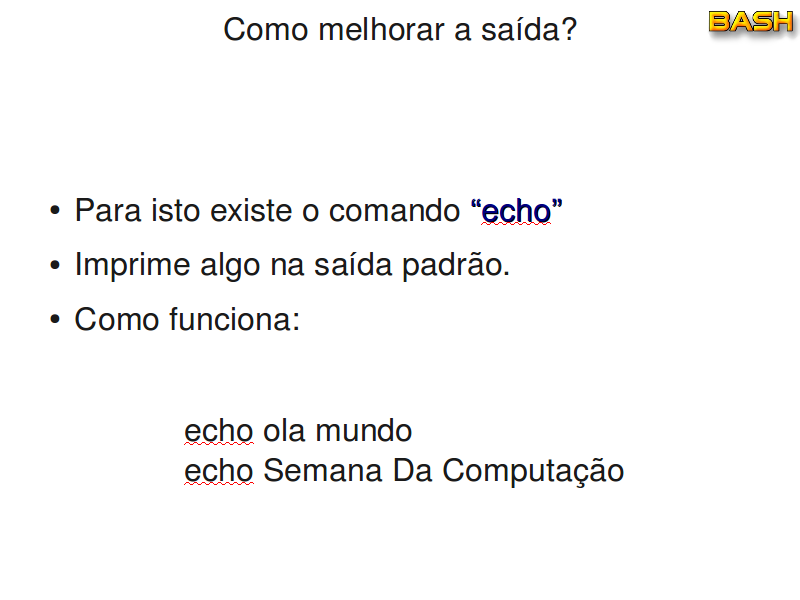 Como melhorar a saída?
BASH
• Para isto existe o comando “echo”
• Imprime algo na saída padrão.
• Como funciona:
echo ola mundo
echo Semana Da Computação